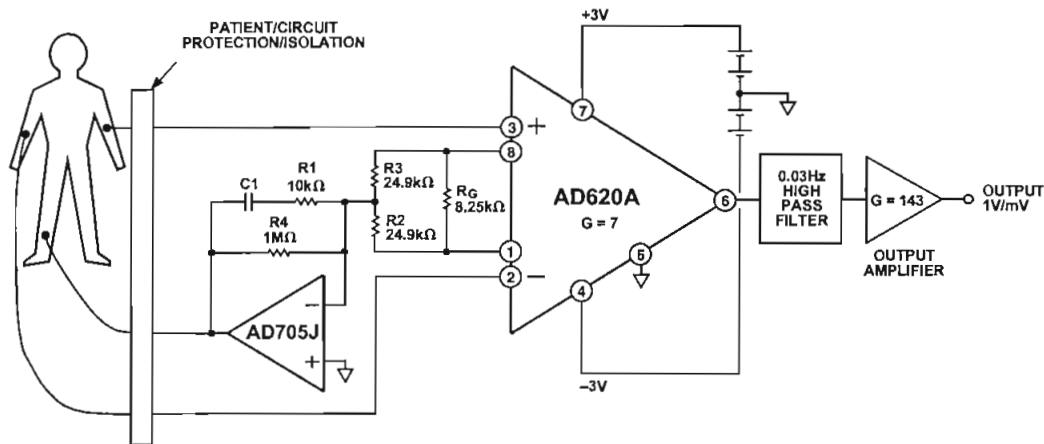 PATIENT/CIRCUIT
PROTECTION/ISOLATION
+3V
7
3
+
8
R1
10kΩ
C1
R3
24.9kΩ
RG
8,25kΩ
R4
1MΩ
R2
24.9kΩ
AD620A
G = 7
6
0.03Hz
HIGH
PASS
FILTER
G = 143
OUTPUT
1V/mV
OUTPUT
AMPLIFIER
1
2
−
5
4
−
AD705J
+
−3V